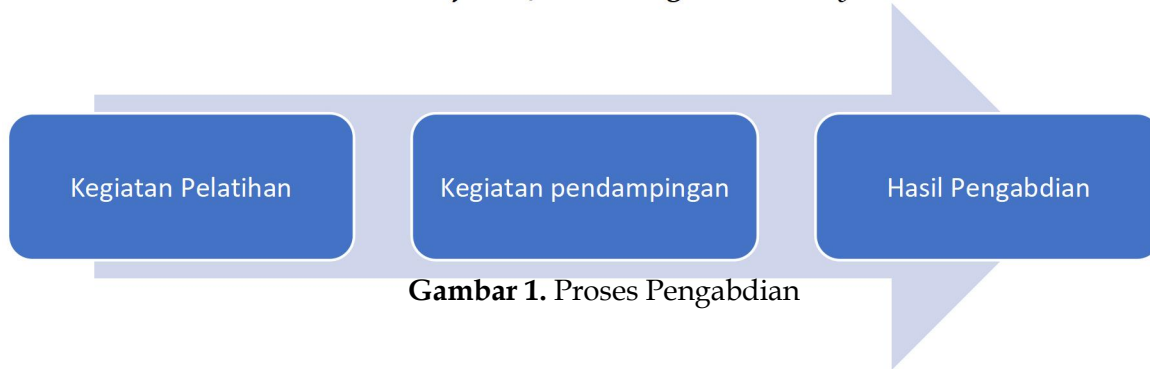 Kegiatan Pelatihan
Kegiatan pendampingan
Hasil Pengabdian
Gambar 1. Proses Pengabdian